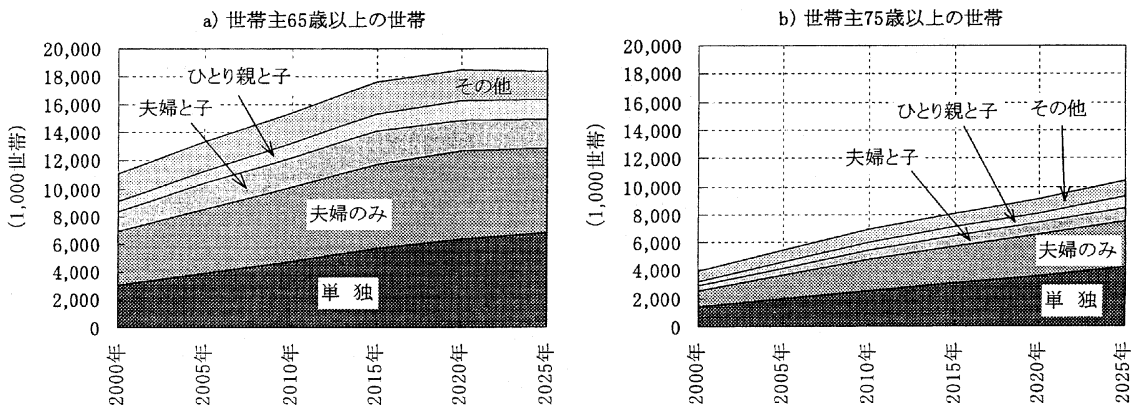 a) 世帯主65歳以上の世帯
(1,000世帯)
20,000
18,000
16,000
14,000
12,000
10,000
8,000
6,000
4,000
2,000
0
ひとり親と子
夫婦と子
その他
夫婦のみ
単 独
2000年
2005年
2010年
2015年
2020年
2025年
b) 世帯主75歳以上の世帯
(1,000世帯)
20,000
18,000
16,000
14,000
12,000
10,000
8,000
6,000
4,000
2,000
0
ひとり親と子
その他
夫婦と子
夫婦のみ
単 独
2000年
2005年
2010年
2015年
2020年
2025年